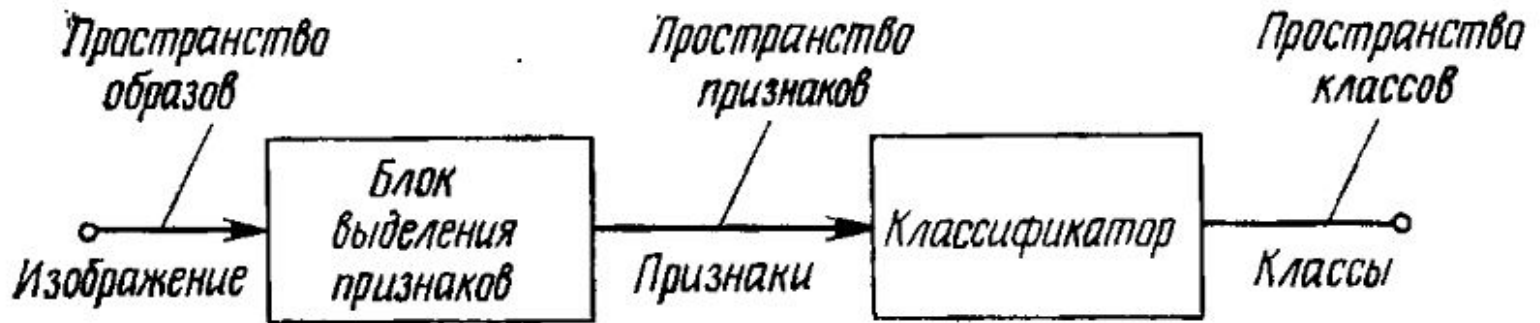 Пространство
образов
Пространство
признаков
Пространство
классов
Блок
выделения
признаков
Классификатор
Изображение
Признаки
Классы